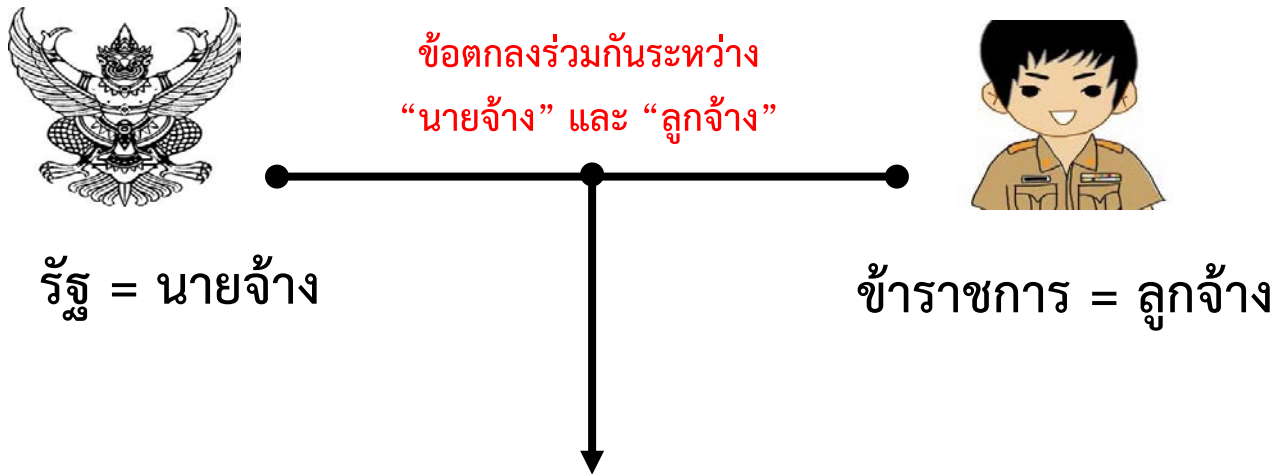 ข้อตกลงร่วมกันระหว่าง
“นายจ้าง” และ “ลูกจ้าง”
รัฐ = นายจ้าง
ข้าราชการ = ลูกจ้าง